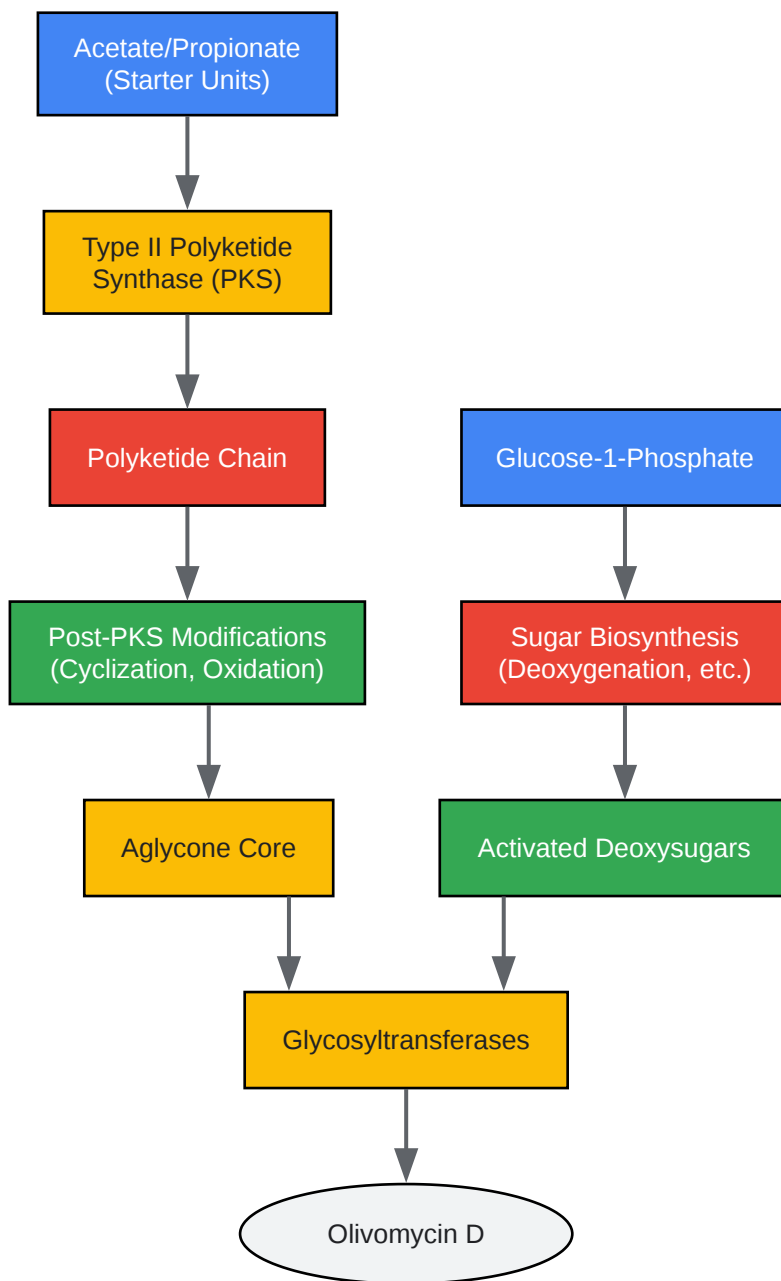 Acetate/Propionate
(Starter Units)
Type II Polyketide
Synthase (PKS)
Polyketide Chain
Glucose-1-Phosphate
Post-PKS Modifications
(Cyclization, Oxidation)
Sugar Biosynthesis
(Deoxygenation, etc.)
Aglycone Core
Activated Deoxysugars
Glycosyltransferases
Olivomycin D